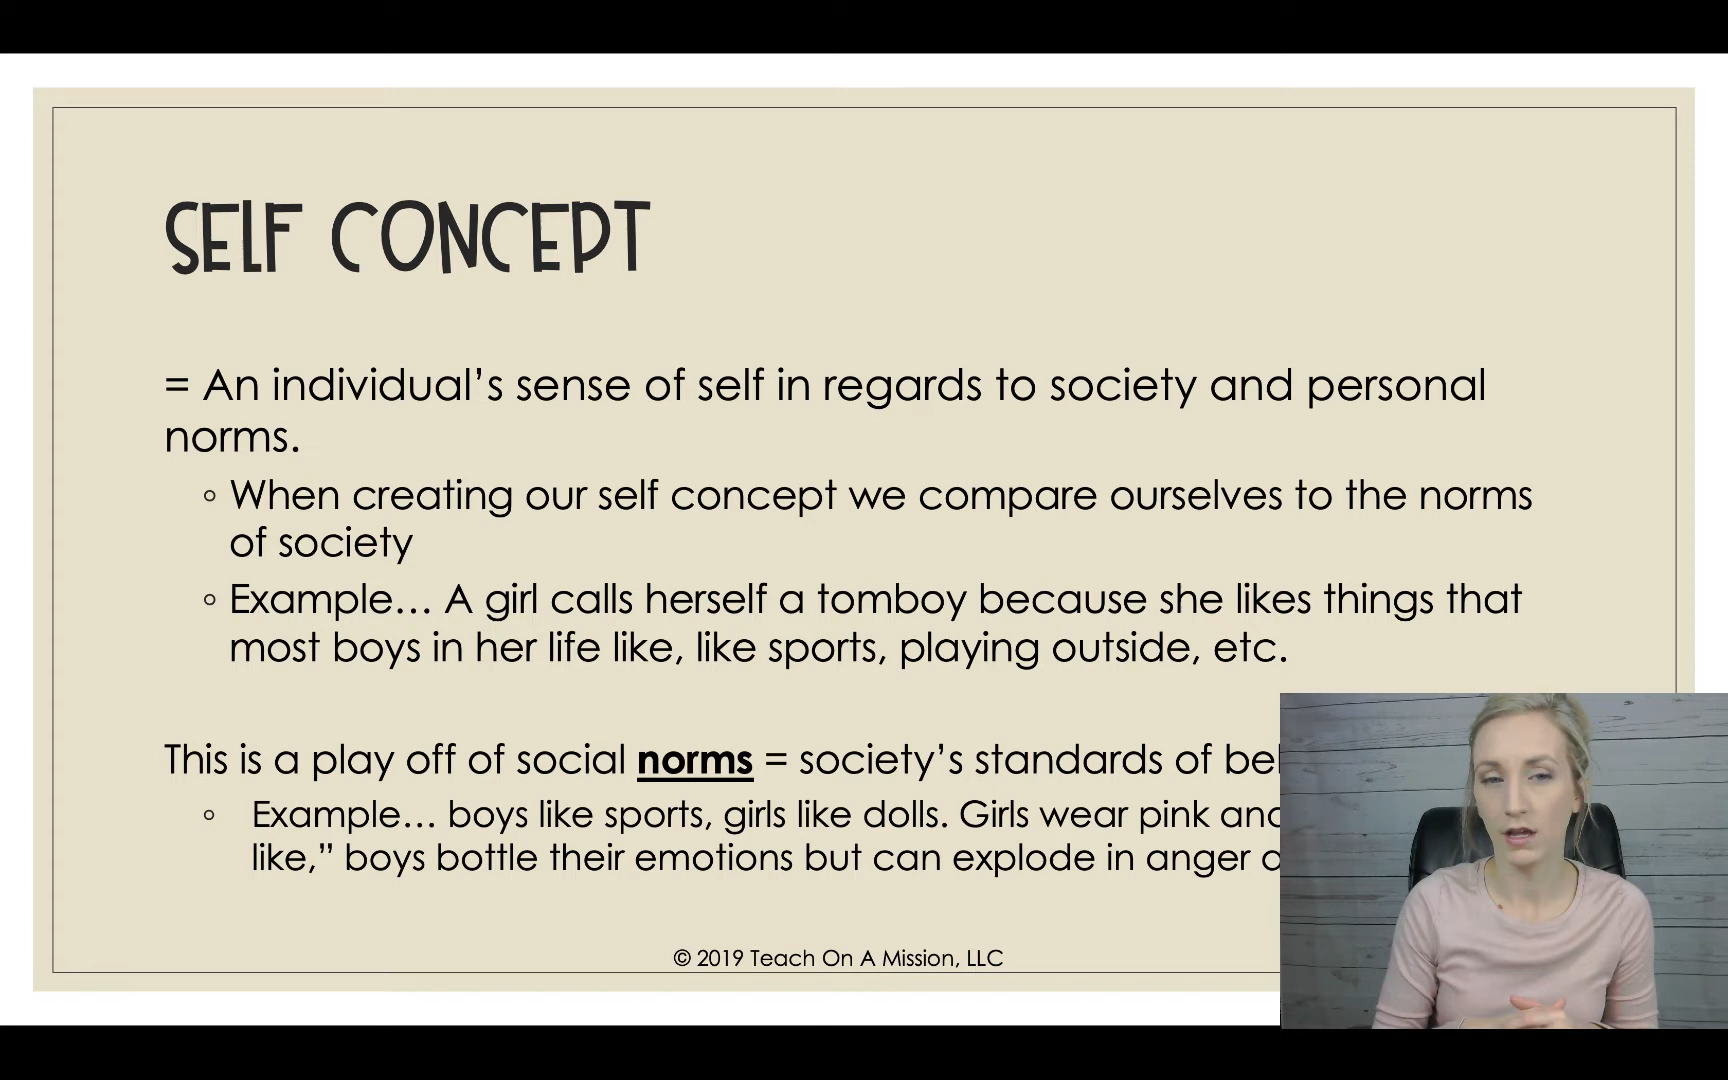 SELF CONCEPT
= An individual’s sense of self in regards to society and personal
norms.
◦ When creating our self concept we compare ourselves to the norms
of society
◦ Example… A girl calls herself a tomboy because she likes things that
most boys in her life like, like sports, playing outside, etc.
This is a play off of social norms = society’s standards of
◦ Example… boys like sports, girls like dolls. Girls wear pink and
like,” boys bottle their emotions but can explode in anger
© 2019 Teach On A Mission, LLC